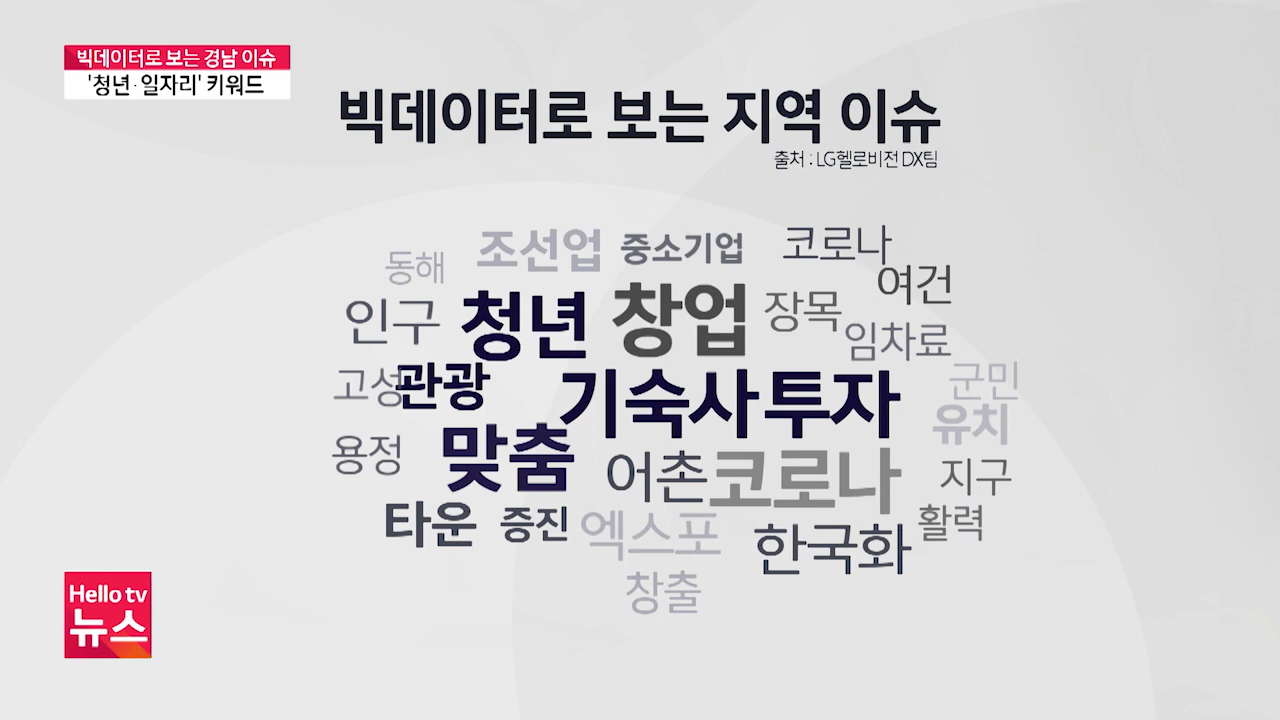 빅데이터로 보는 경남 이슈
'청년·일자리' 키워드
빅데이터로 보는 지역 이슈
출처 : LG헬로비전 DX팀
동해 조선업 중소기업 코로나
여건
인구 청년 창업 장목
임차료
고성 관광 기숙사 투자 군민
유치
용정 맞춤 어촌 코로나 지구
타운 증진 엑스포 한국화 활력
창출
Hello tv
뉴스